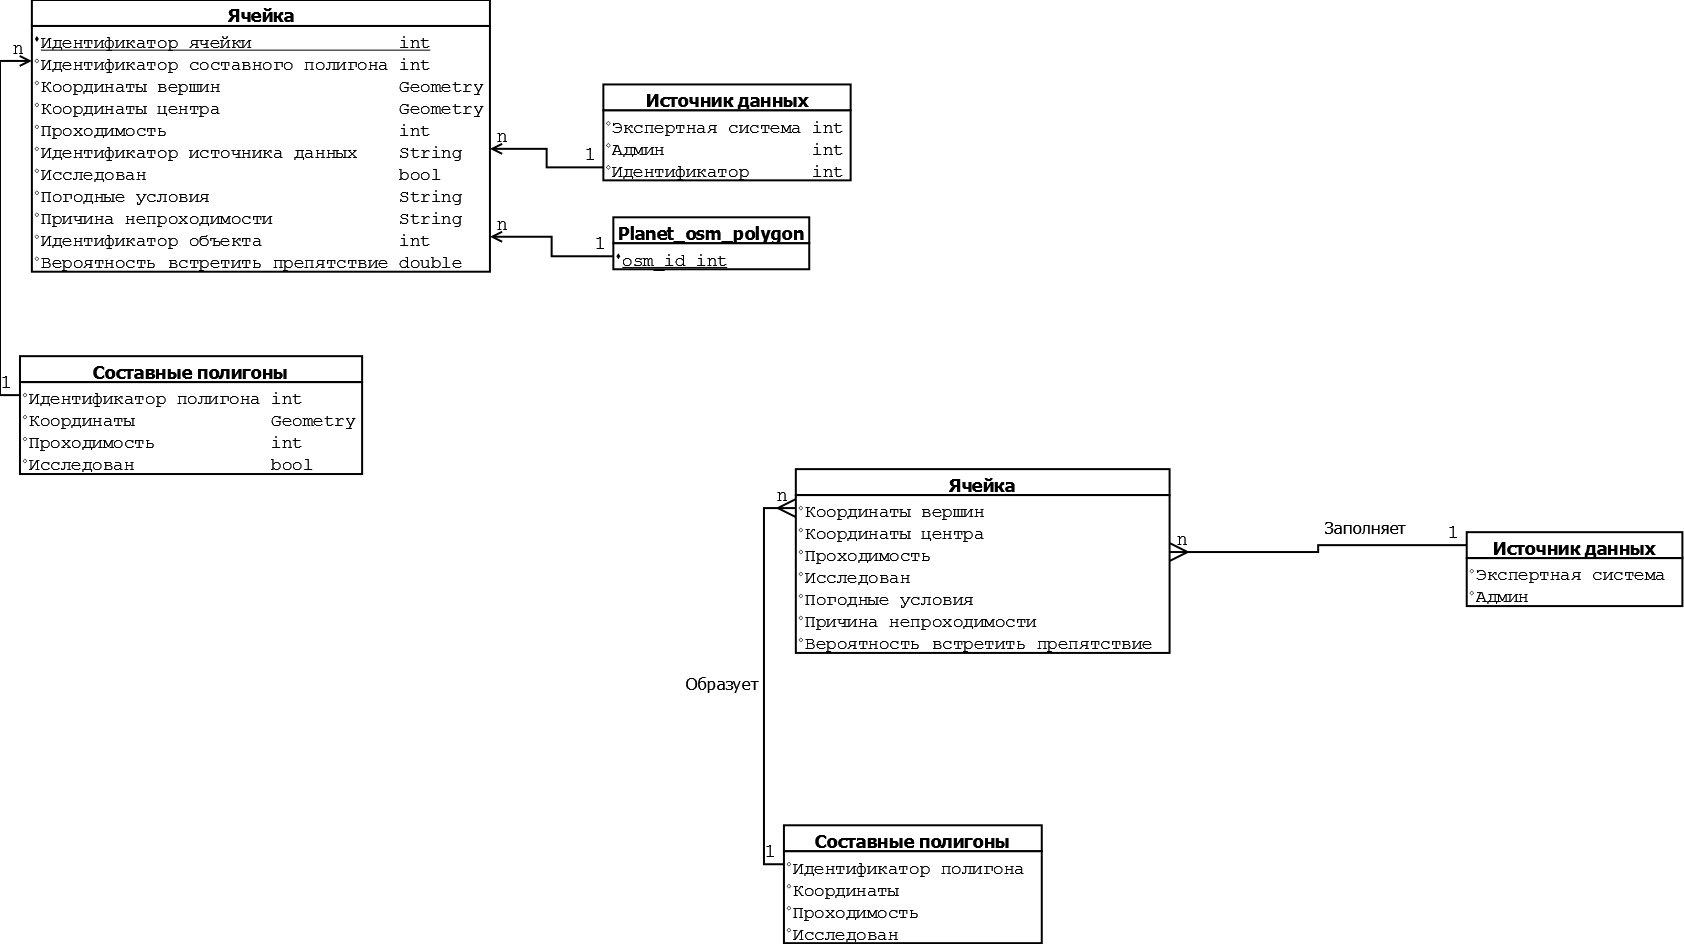 Ячейка
n
Идентификатор ячейки int
Идентификатор составного полигона int
Координаты вершин Geometry
Координаты центра Geometry
Проходимость int
Идентификатор источника данных String
Исследован bool
Погодные условия String
Причина непроходимости String
Идентификатор объекта int
Вероятность встретить препятствие double
n
1
Источник данных
Экспертная система int
Админ int
Идентификатор int
n
1
Planet_osm_polygon
osm_id int
1
Составные полигоны
Идентификатор полигона int
Координаты Geometry
Проходимость int
Исследован bool
n
Ячейка
Координаты вершин
Координаты центра
Проходимость
Исследован
Погодные условия
Причина непроходимости
Вероятность встретить препятствие
n
Заполняет
1
Источник данных
Экспертная система
Админ
Образует
1
Составные полигоны
Идентификатор полигона
Координаты
Проходимость
Исследован